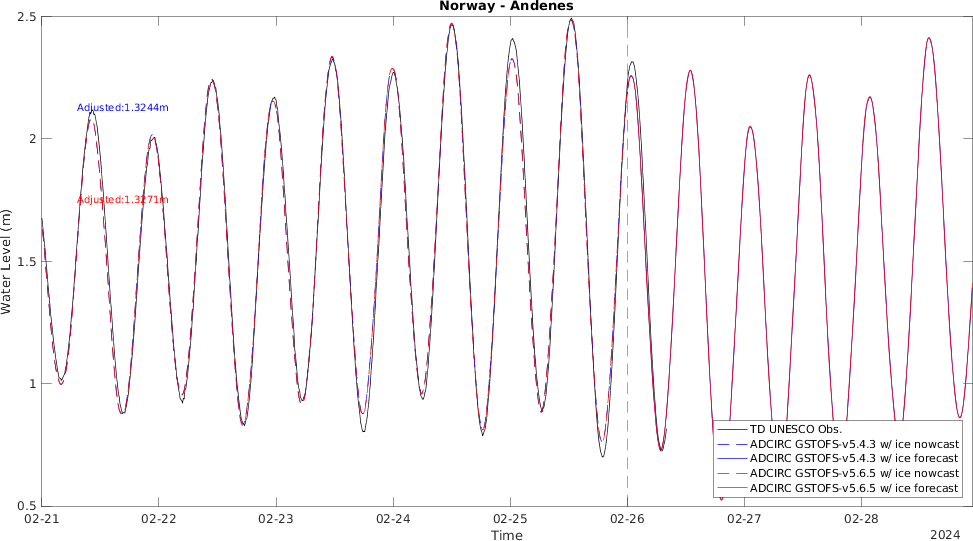 Norway - Andenes
2.5
Adjusted:1.3244m
2
Adjusted:1.3271m
1.5
Water Level (m)
1
TD UNESCO Obs.
ADCIRC GSTOFS-v5.4.3 w/ ice nowcast
ADCIRC GSTOFS-v5.4.3 w/ ice forecast
ADCIRC GSTOFS-v5.6.5 w/ ice nowcast
ADCIRC GSTOFS-v5.6.5 w/ ice forecast
0.5
02-21 02-22 02-23 02-24 02-25 02-26 02-27 02-28
Time
2024